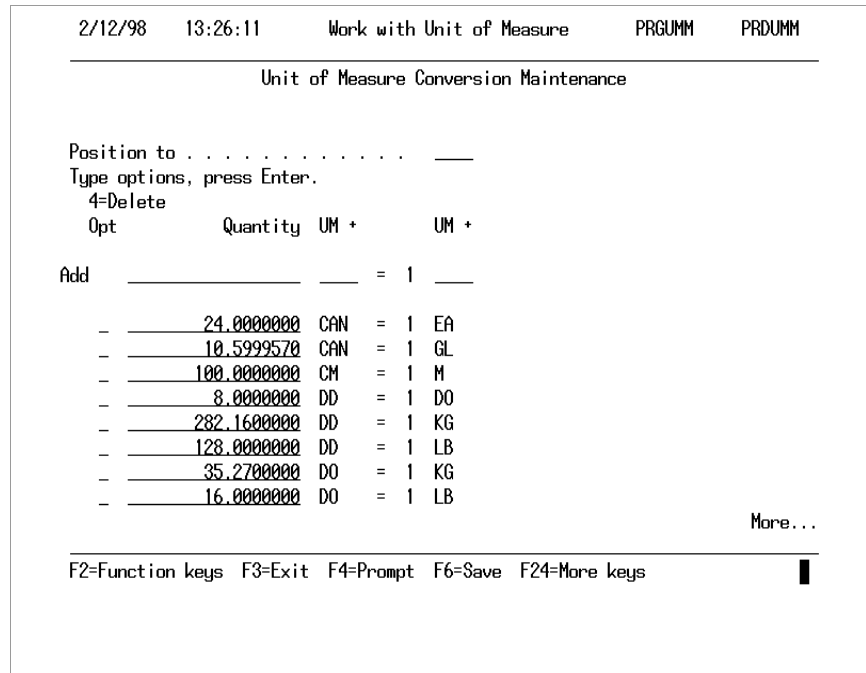 2/12/98 13:26:11 Work with Unit of Measure PRGUMM PRDUMM
Unit of Measure Conversion Maintenance
Position to . . . . . . . . . . . . ____
Type options, press Enter.
4=Delete
Opt Quantity UM + UM +
Add __________________ ____ = 1 ____
_ 24.0000000 CAN = 1 EA
_ 10.5999570 CAN = 1 GL
_ 100.0000000 CM = 1 M
_ 8.0000000 DD = 1 DO
_ 282.1600000 DD = 1 KG
_ 128.0000000 DD = 1 LB
_ 35.2700000 DO = 1 KG
_ 16.0000000 DO = 1 LB
More...
F2=Function keys F3=Exit F4=Prompt F6=Save F24=More keys